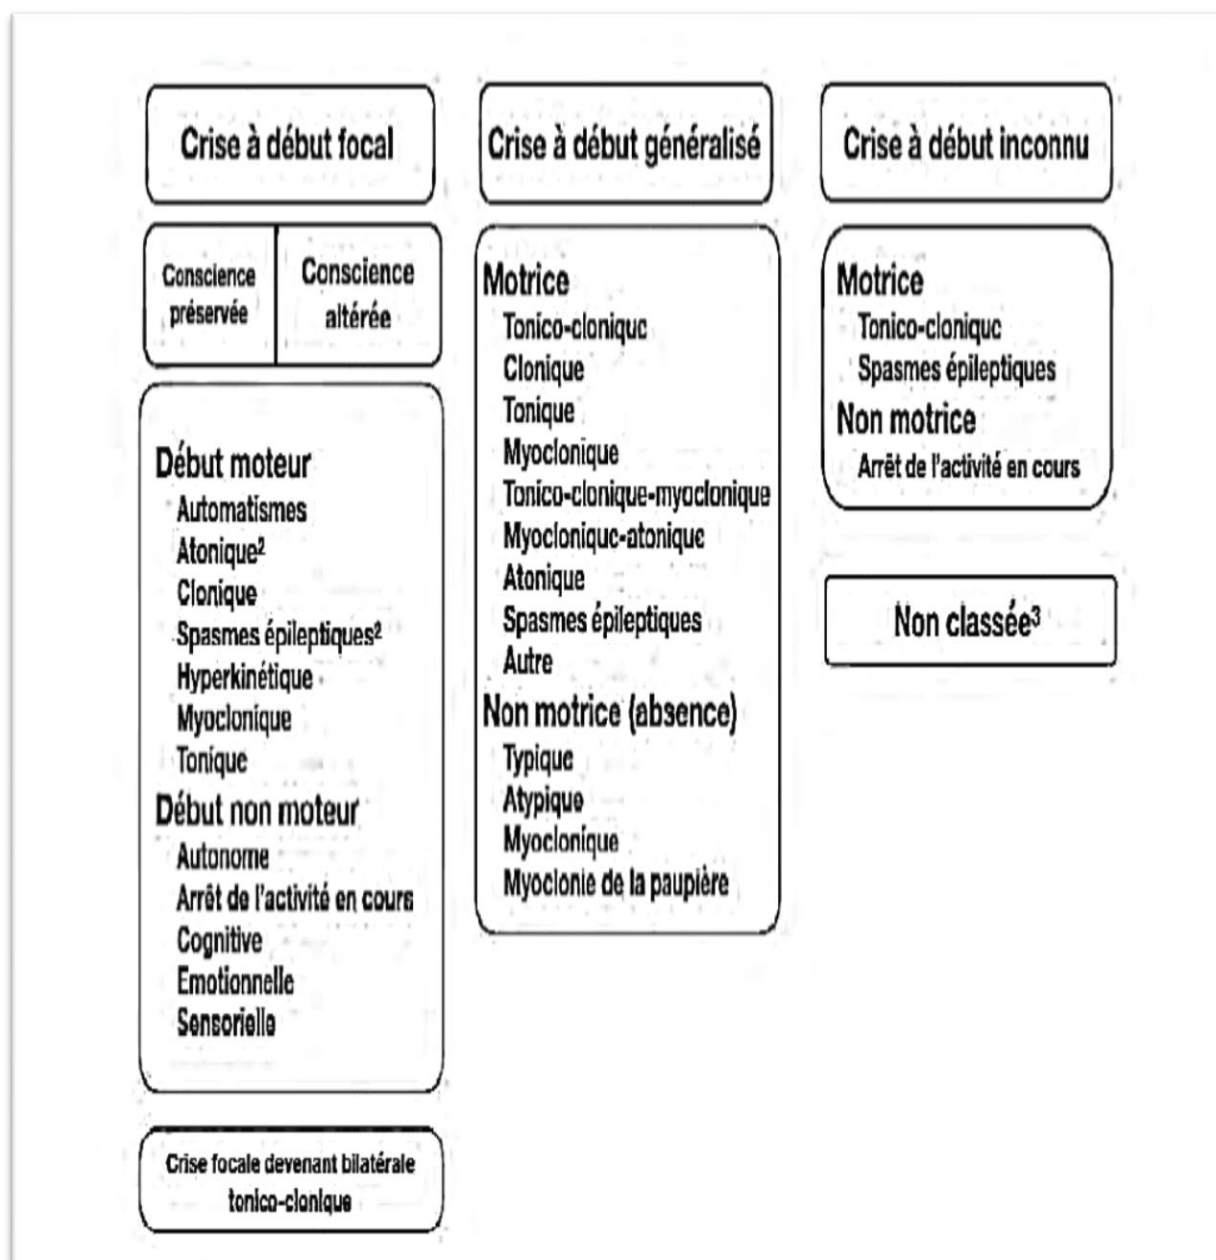 Crise à début focal
Conscience
préservée
Conscience
altérée
Début moteur
Automatismes
Atonique²
Clonique
Spasmes épileptiques²
Hyperkinétique
Myoclonique
Tonique
Début non moteur
Autonome
Arrêt de l'activité en cours
Cognitive
Emotionnelle
Sensorielle
Crise focale devenant bilatérale
tonico-clonique
Crise à début généralisé
Motrice
Tonico-clonique
Clonique
Tonique
Myoclonique
Tonico-clonique-myoclonique
Myoclonique-atonique
Atonique
Spasmes épileptiques
Autre
Non motrice (absence)
Typique
Atypique
Myoclonique
Myoclonie de la paupière
Crise à début inconnu
Motrice
Tonico-clonique
Spasmes épileptiques
Non motrice
Arrêt de l'activité en cours
Non classée³